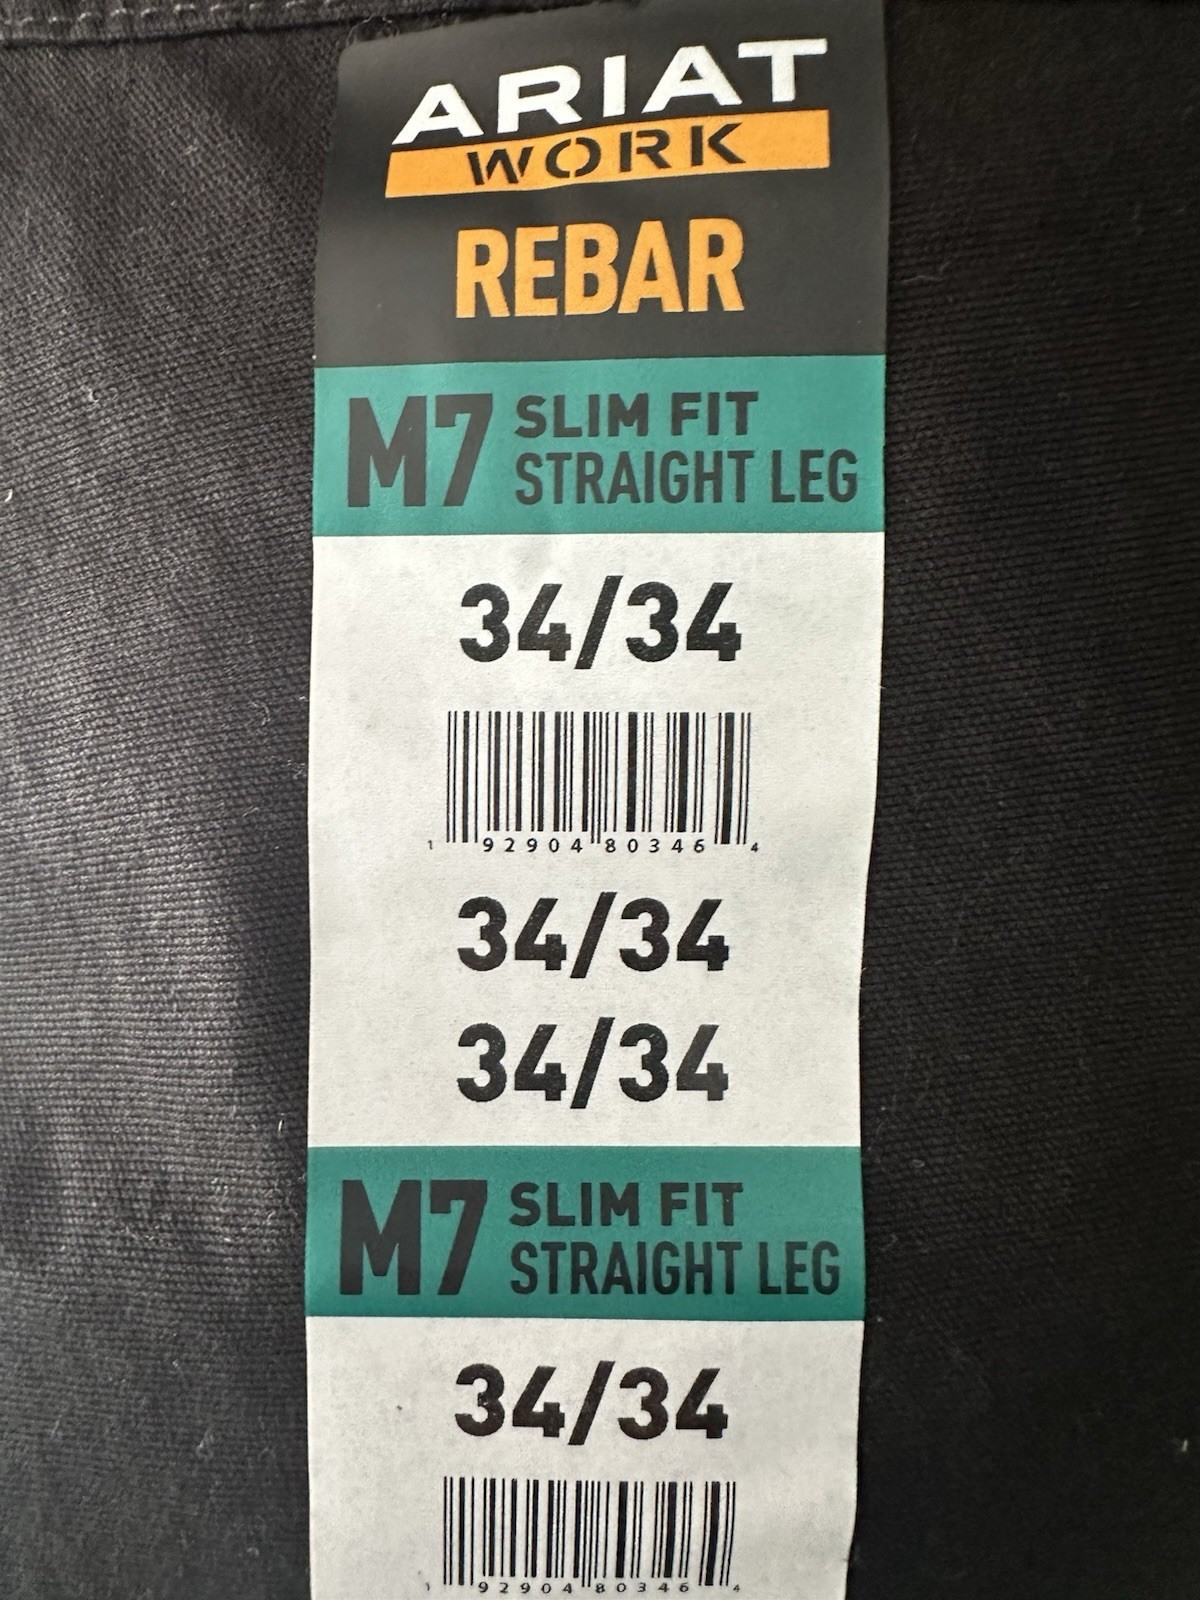 ARIAT
WORK
REBAR
M7 SLIM FIT
STRAIGHT LEG
34/34
1 92904 80346 4
34/34
34/34
M7 SLIM FIT
STRAIGHT LEG
34/34
1 92904 80346 4